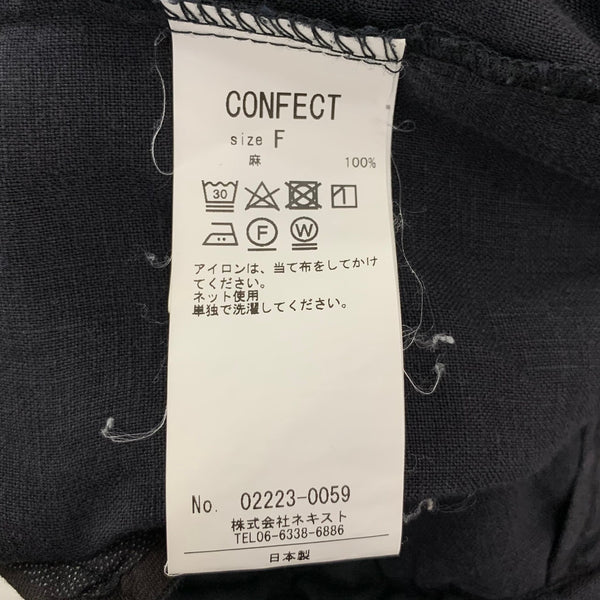 CONFECT
size F
麻 100%
30
F W
アイロンは、当て布をしてかけ
てください。
ネット使用
単独で洗濯してください。
No. 02223-0059
株式会社ネキスト
TEL06-6338-6886
日本製